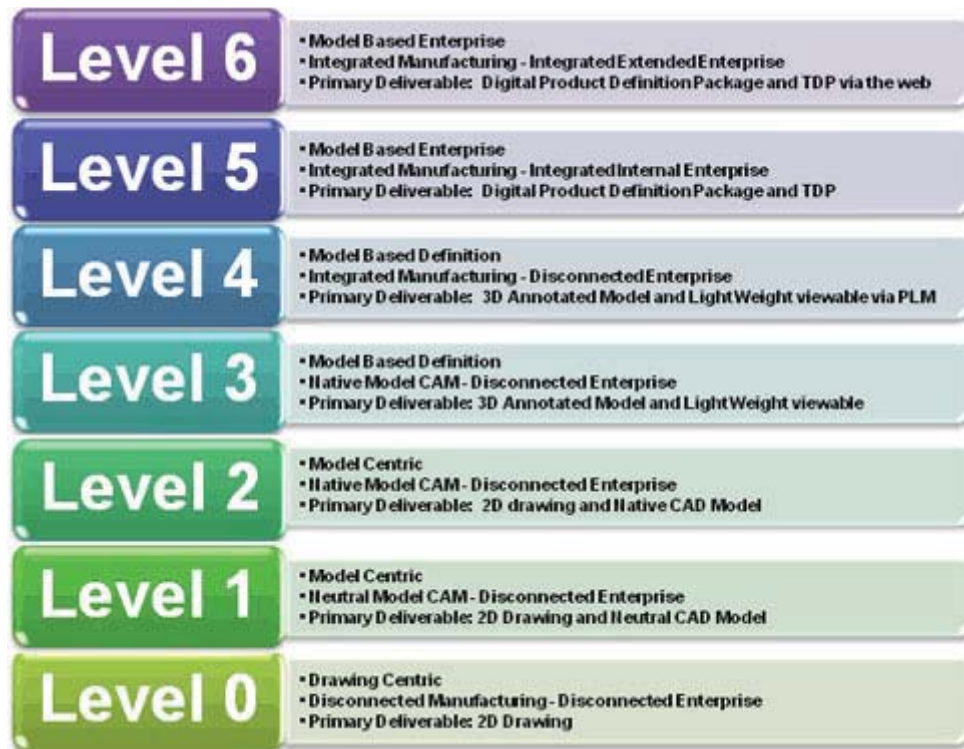 Level 6
• Model Based Enterprise
• Integrated Manufacturing - Integrated Extended Enterprise
• Primary Deliverable: Digital Product Definition Package and TDP via the web
Level 5
• Model Based Enterprise
• Integrated Manufacturing - Integrated Internal Enterprise
• Primary Deliverable: Digital Product Definition Package and TDP
Level 4
• Model Based Definition
• Integrated Manufacturing - Disconnected Enterprise
• Primary Deliverable: 3D Annotated Model and Light Weight viewable via PLM
Level 3
• Model Based Definition
• Native Model CAM - Disconnected Enterprise
• Primary Deliverable: 3D Annotated Model and Light Weight viewable
Level 2
• Model Centric
• Native Model CAM - Disconnected Enterprise
• Primary Deliverable: 2D drawing and Native CAD Model
Level 1
• Model Centric
• Neutral Model CAM - Disconnected Enterprise
• Primary Deliverable: 2D Drawing and Neutral CAD Model
Level 0
• Drawing Centric
• Disconnected Manufacturing - Disconnected Enterprise
• Primary Deliverable: 2D Drawing